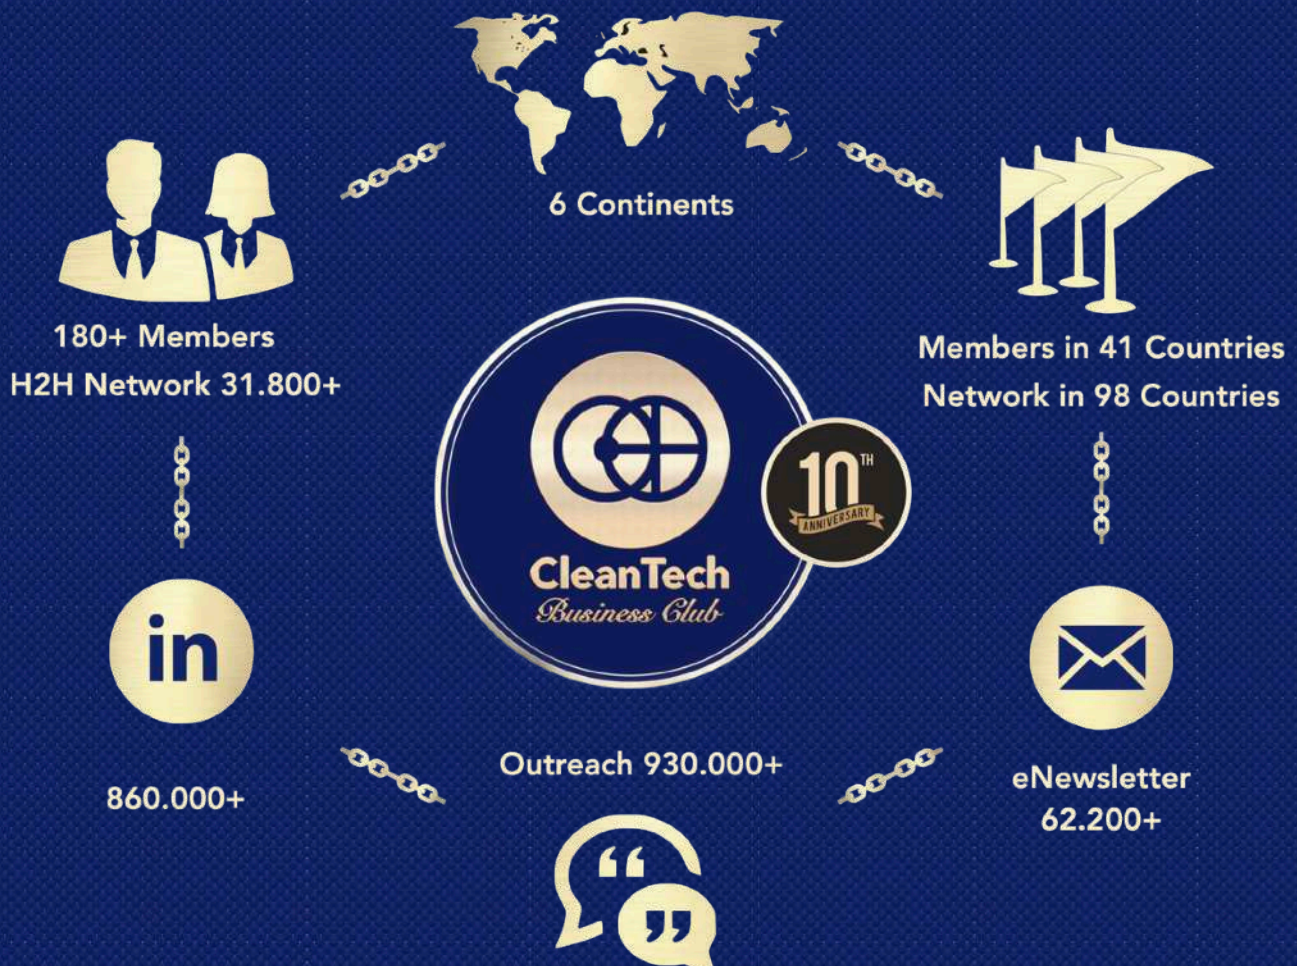 6 Continents
180+ Members
H2H Network 31.800+
Members in 41 Countries
Network in 98 Countries
CleanTech
Business Club
10TH
ANNIVERSARY
in
860.000+
Outreach 930.000+
eNewsletter
62.200+